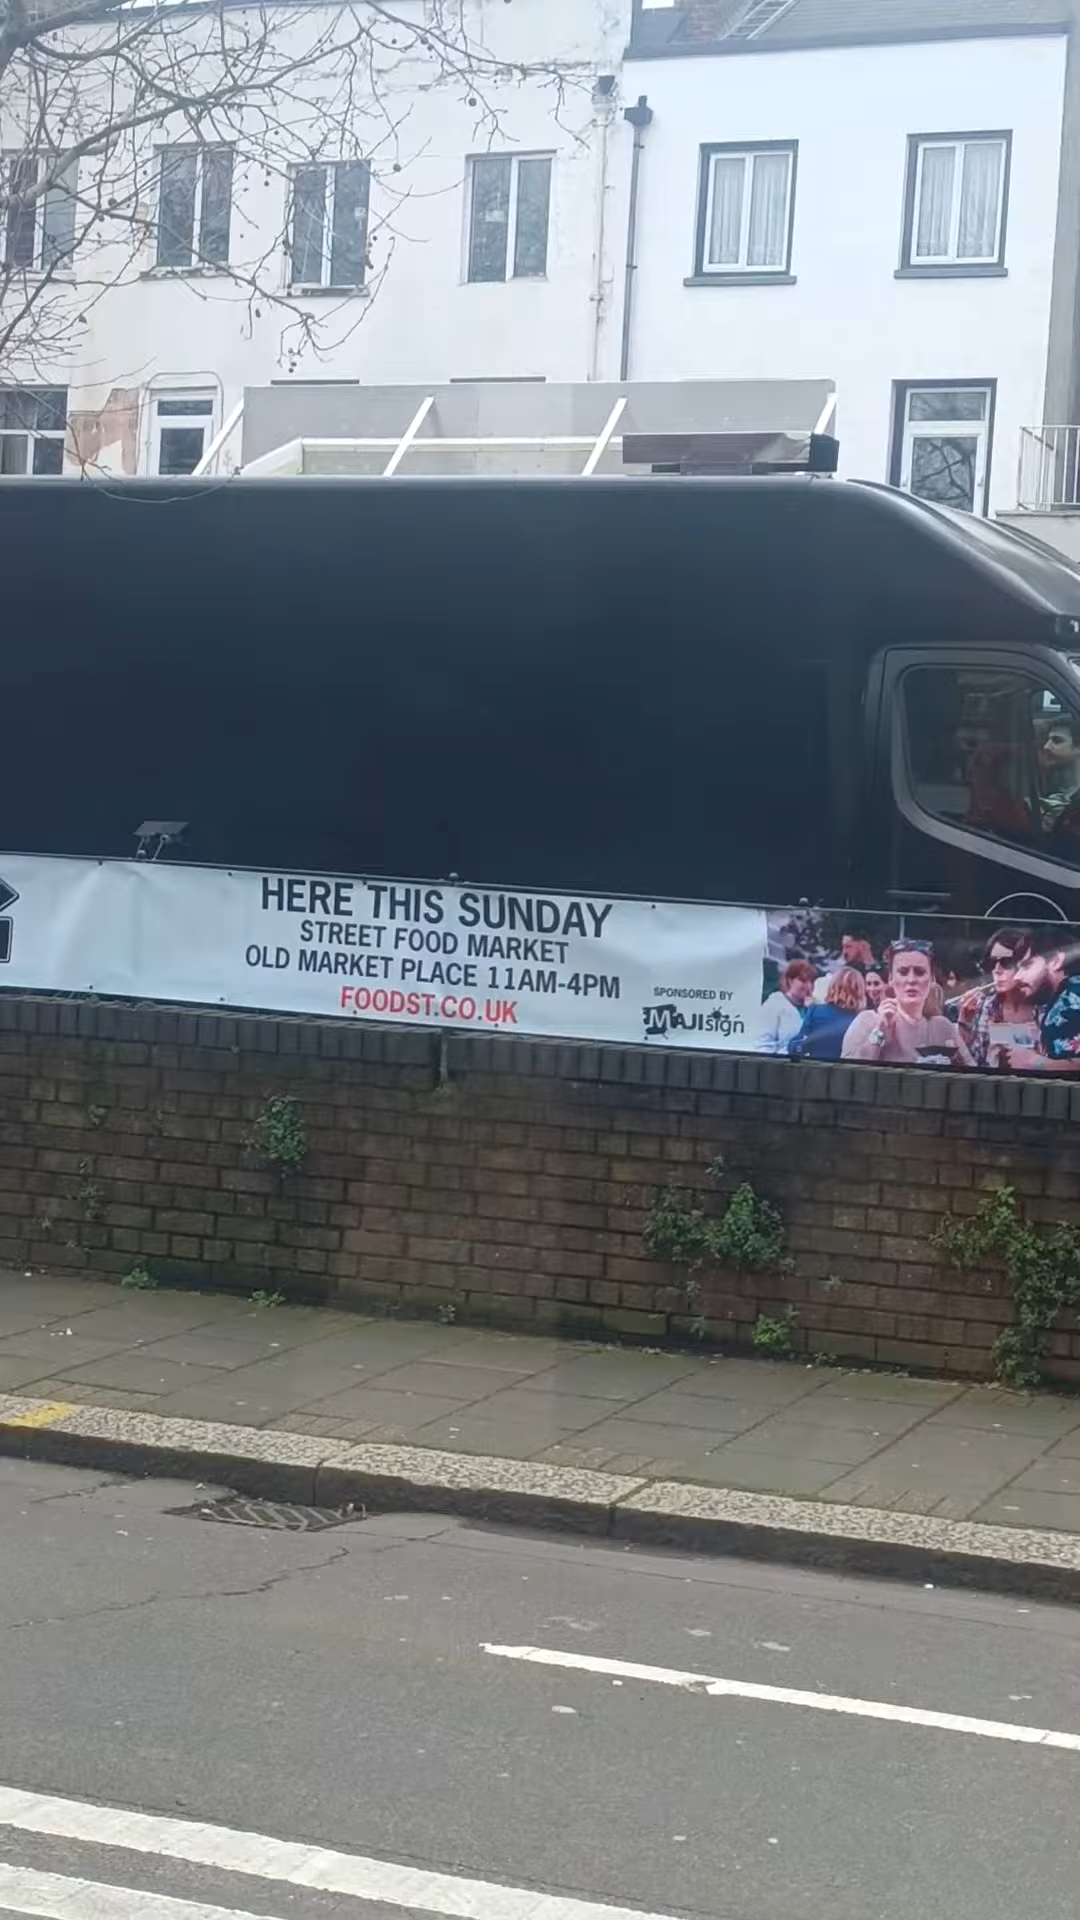 HERE THIS SUNDAY
STREET FOOD MARKET
OLD MARKET PLACE 11AM-4PM
FOODST.CO.UK
SPONSORED BY
MAJIsign